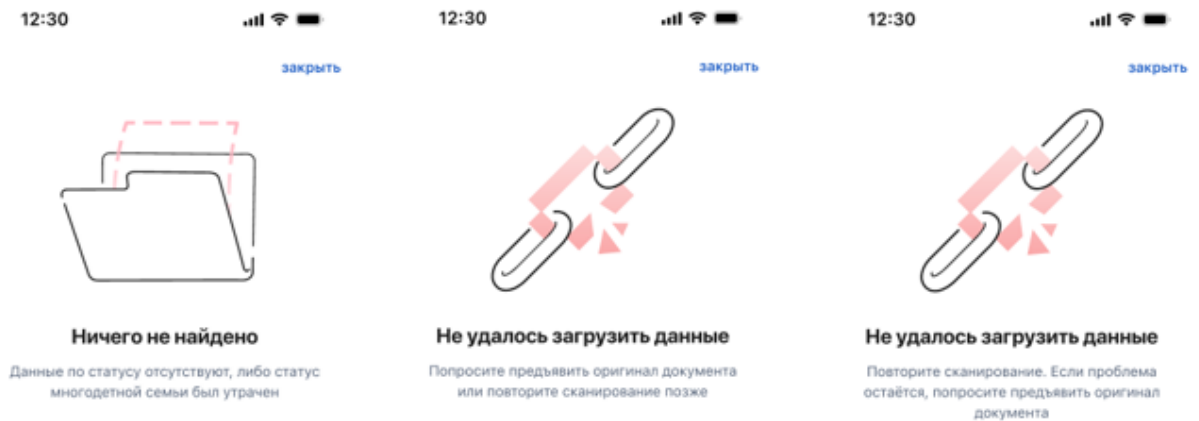 12:30
закрыть
Ничего не найдено
Данные по статусу отсутствуют, либо статус
многодетной семьи был утрачен
12:30
закрыть
Не удалось загрузить данные
Попросите предъявить оригинал документа
или повторите сканирование позже
12:30
закрыть
Не удалось загрузить данные
Повторите сканирование. Если проблема
остаётся, попросите предъявить оригинал
документа